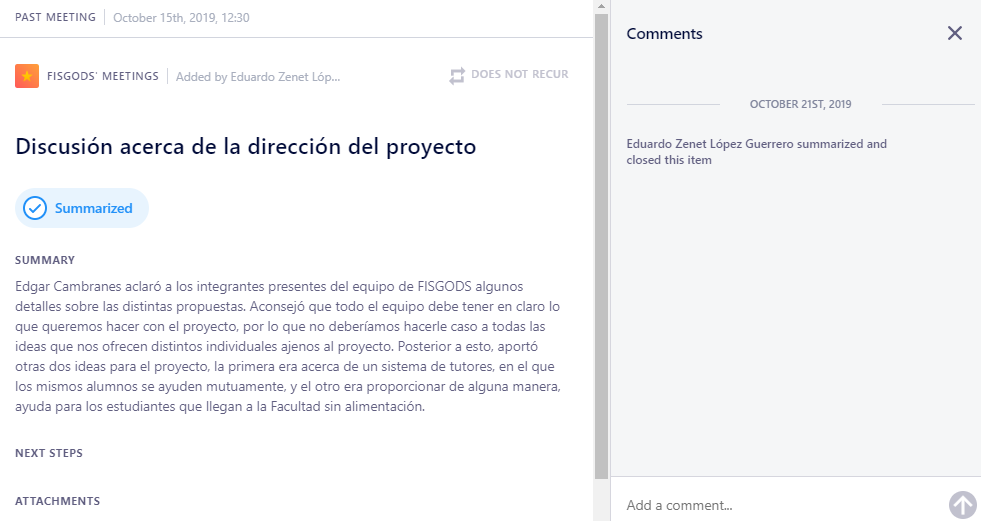 PAST MEETING October 15th, 2019, 12:30
FISGODS' MEETINGS Added by Eduardo Zenet Lóp...
DOES NOT RECUR
Discusión acerca de la dirección del proyecto
Summarized
SUMMARY
Edgar Cambranes aclaró a los integrantes presentes del equipo de FISGODS algunos
detalles sobre las distintas propuestas. Aconsejó que todo el equipo debe tener en claro lo
que queremos hacer con el proyecto, por lo que no deberíamos hacerle caso a todas las
ideas que nos ofrecen distintos individuales ajenos al proyecto. Posterior a esto, aportó
otras dos ideas para el proyecto, la primera era acerca de un sistema de tutores, en el que
los mismos alumnos se ayuden mutuamente, y el otro era proporcionar de alguna manera,
ayuda para los estudiantes que llegan a la Facultad sin alimentación.
NEXT STEPS
ATTACHMENTS
Comments
OCTOBER 21ST, 2019
Eduardo Zenet López Guerrero summarized and
closed this item
Add a comment...